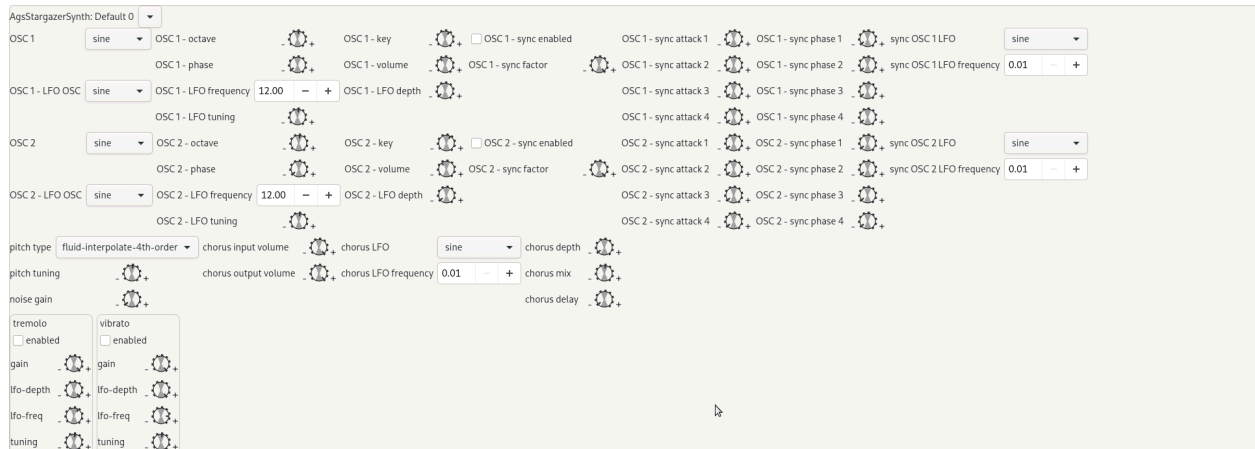 AgsStargazerSynth: Default 0
OSC 1 sine OSC 1 - octave - + OSC 1 - key - + OSC 1 - sync enabled OSC 1 - sync attack 1 - + OSC 1 - sync phase 1 - + sync OSC 1 LFO sine
OSC 1 - phase - + OSC 1 - volume - + OSC 1 - sync factor - + OSC 1 - sync attack 2 - + OSC 1 - sync phase 2 - + sync OSC 1 LFO frequency 0.01 - +
OSC 1 - LFO OSC sine OSC 1 - LFO frequency 12.00 - + OSC 1 - LFO depth - + OSC 1 - sync attack 3 - + OSC 1 - sync phase 3 - +
OSC 1 - LFO tuning - + OSC 1 - sync attack 4 - + OSC 1 - sync phase 4 - +
OSC 2 sine OSC 2 - octave - + OSC 2 - key - + OSC 2 - sync enabled OSC 2 - sync attack 1 - + OSC 2 - sync phase 1 - + sync OSC 2 LFO sine
OSC 2 - phase - + OSC 2 - volume - + OSC 2 - sync factor - + OSC 2 - sync attack 2 - + OSC 2 - sync phase 2 - + sync OSC 2 LFO frequency 0.01 - +
OSC 2 - LFO OSC sine OSC 2 - LFO frequency 12.00 - + OSC 2 - LFO depth - + OSC 2 - sync attack 3 - + OSC 2 - sync phase 3 - +
OSC 2 - LFO tuning - + OSC 2 - sync attack 4 - + OSC 2 - sync phase 4 - +
pitch type fluid-interpolate-4th-order chorus input volume - + chorus LFO sine chorus depth - +
pitch tuning - + chorus output volume - + chorus LFO frequency 0.01 - + chorus mix - +
noise gain - + chorus delay - +
tremolo vibrato
enabled enabled
gain - + gain - +
lfo-depth - + lfo-depth - +
lfo-freq - + lfo-freq - +
tuning - + tuning - +